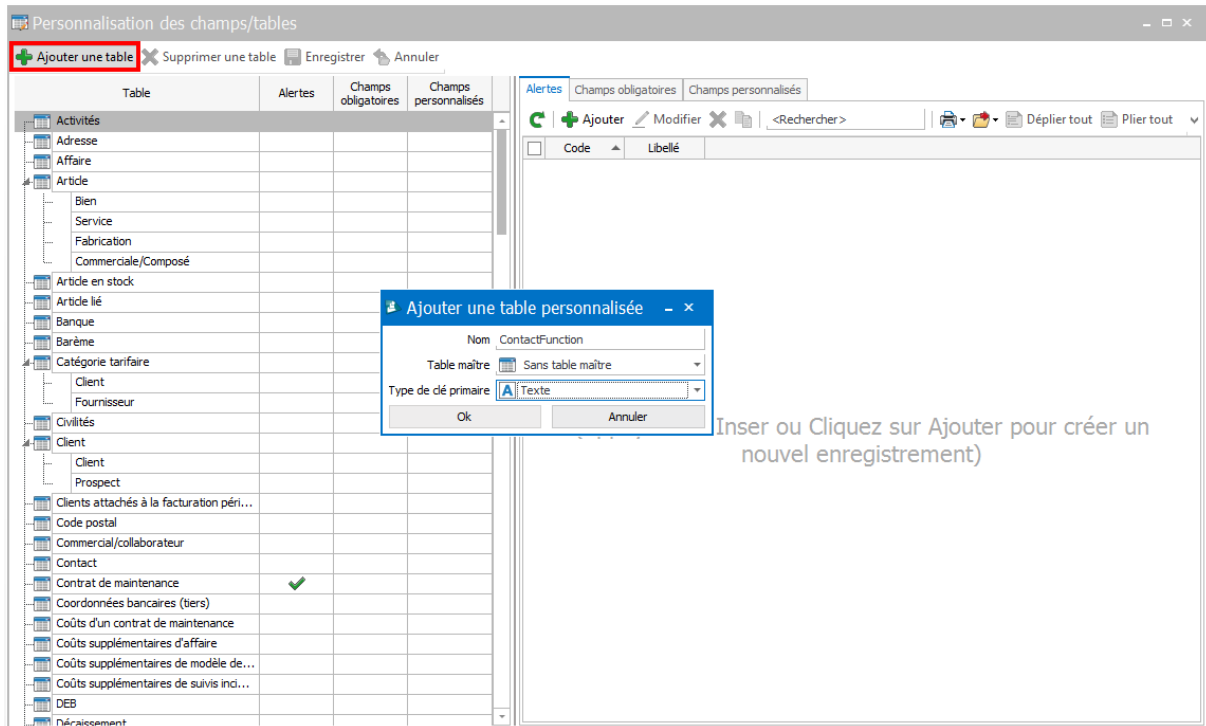 Personnalisation des champs/tables
Ajouter une table Supprimer une table Enregistrer Annuler
Table Alertes Champs obligatoires Champs personnalisés
Activités
Adresse
Affaire
Article
Bien
Service
Fabrication
Commerciale/Composé
Article en stock
Article lié
Banque
Barème
Catégorie tarifaire
Client
Fournisseur
Civilités
Client
Client
Prospect
Clients attachés à la facturation péri...
Code postal
Commercial/collaborateur
Contact
Contrat de maintenance
Coordonnées bancaires (tiers)
Coûts d'un contrat de maintenance
Coûts supplémentaires d'affaire
Coûts supplémentaires de modèle de...
Coûts supplémentaires de suivis inci...
DEB
Décaissement
Alertes Champs obligatoires Champs personnalisés
Ajouter Modifier <Rechercher> Déplier tout Plier tout
Code Libellé
Inser ou Cliquez sur Ajouter pour créer un
nouvel enregistrement)
Ajouter une table personnalisée
Nom ContactFunction
Table maître Sans table maître
Type de clé primaire A Texte
Ok Annuler